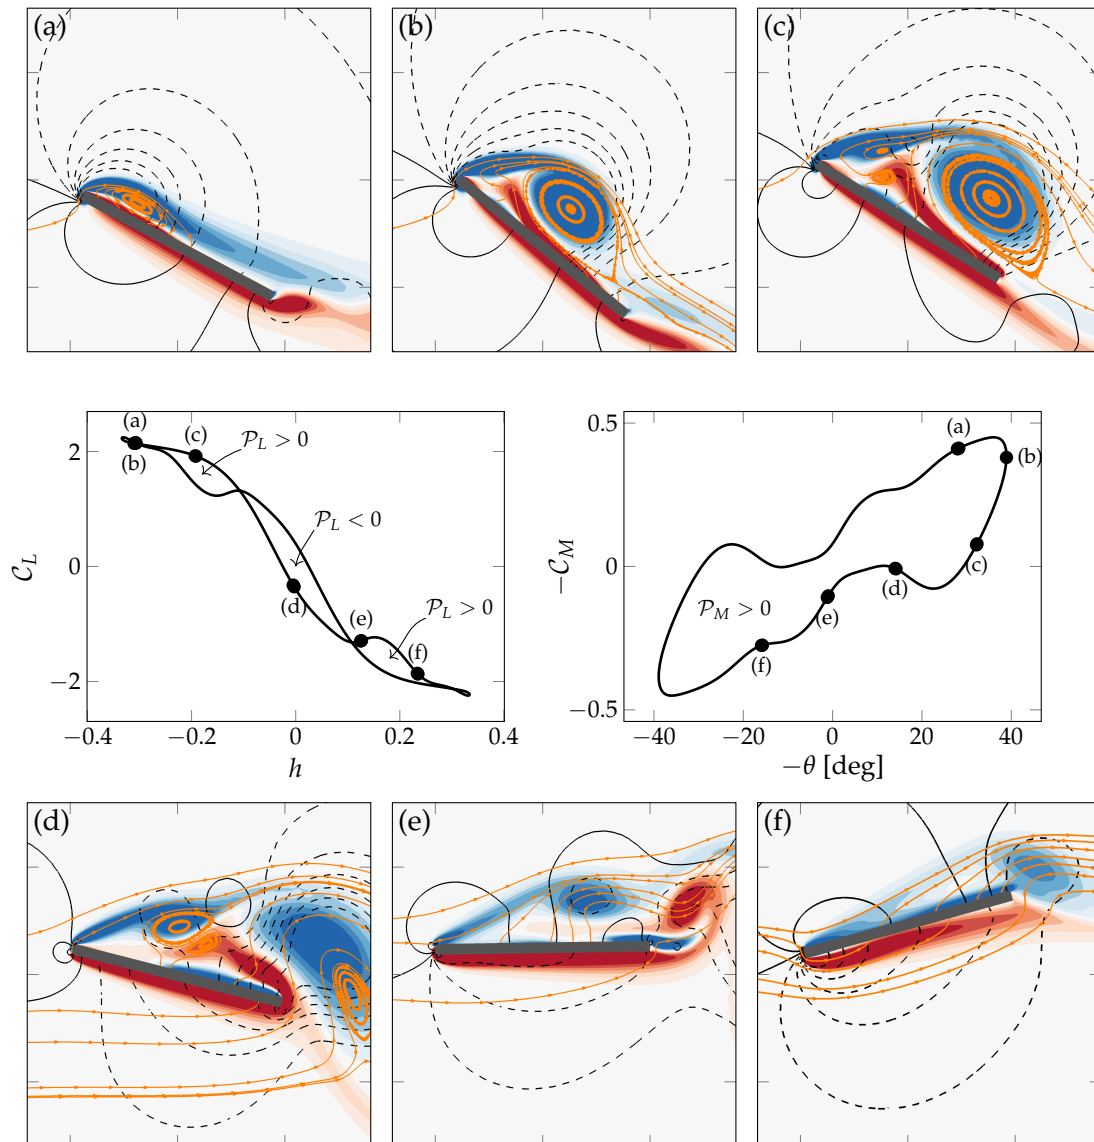 (a)
(b)
(c)
(a)
(b)
(c)
𝒫_L > 0
𝒫_L < 0
(d)
(e)
𝒫_L > 0
(f)
2
0
−2
𝒞_L
−0.4
−0.2
0
0.2
0.4
h
0.5
0
−0.5
−𝒞_M
(a)
(b)
(c)
(d)
𝒫_M > 0
(e)
(f)
−40
−20
0
20
40
−θ [deg]
(d)
(e)
(f)